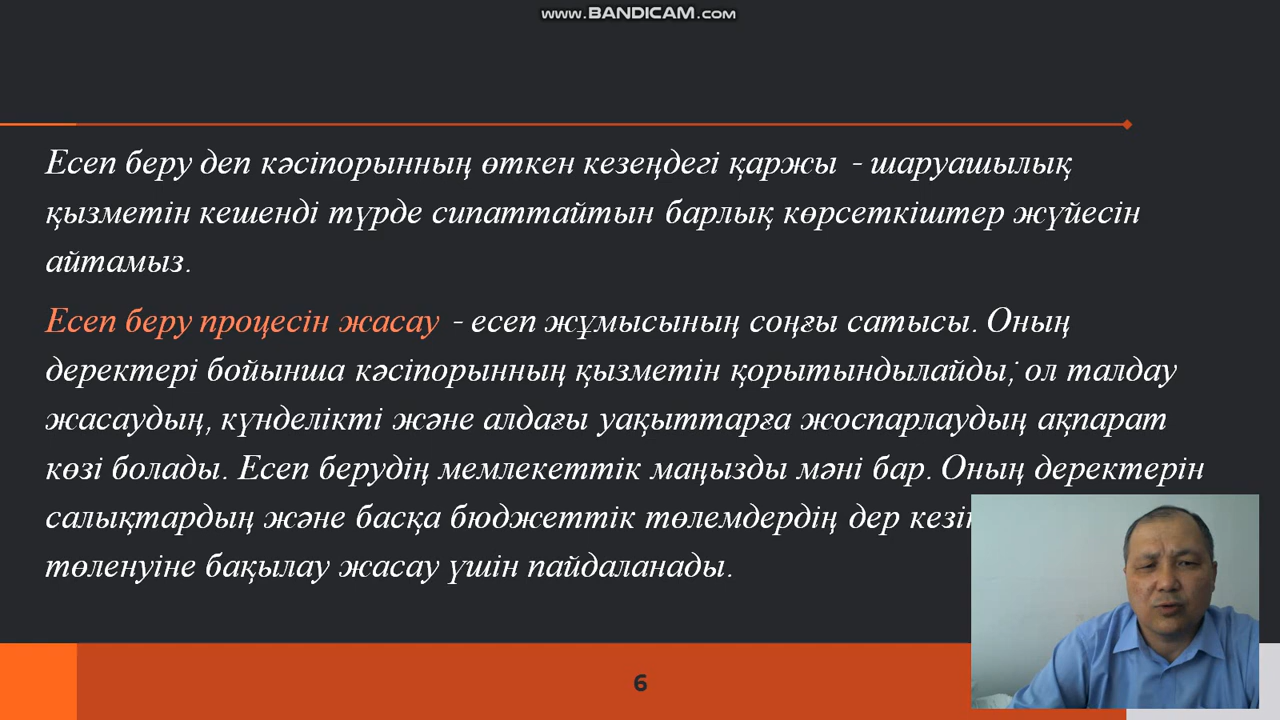 www.BANDICAM.com
Есеп беру деп кәсіпорынның өткен кезеңдегі қаржы - шаруашылық
қызметін кешенді түрде сипаттайтын барлық көрсеткіштер жүйесін
айтамыз.
Есеп беру процесін жасау - есеп жұмысының соңғы сатысы. Оның
деректері бойынша кәсіпорынның қызметін қорытындылайды; ол талдау
жасаудың, күнделікті және алдағы уақыттарға жоспарлаудың ақпарат
көзі болады. Есеп берудің мемлекеттік маңызды мәні бар. Оның деректерін
салықтардың және басқа бюджеттік төлемдердің дер
төленуіне бақылау жасау үшін пайдаланады.
6